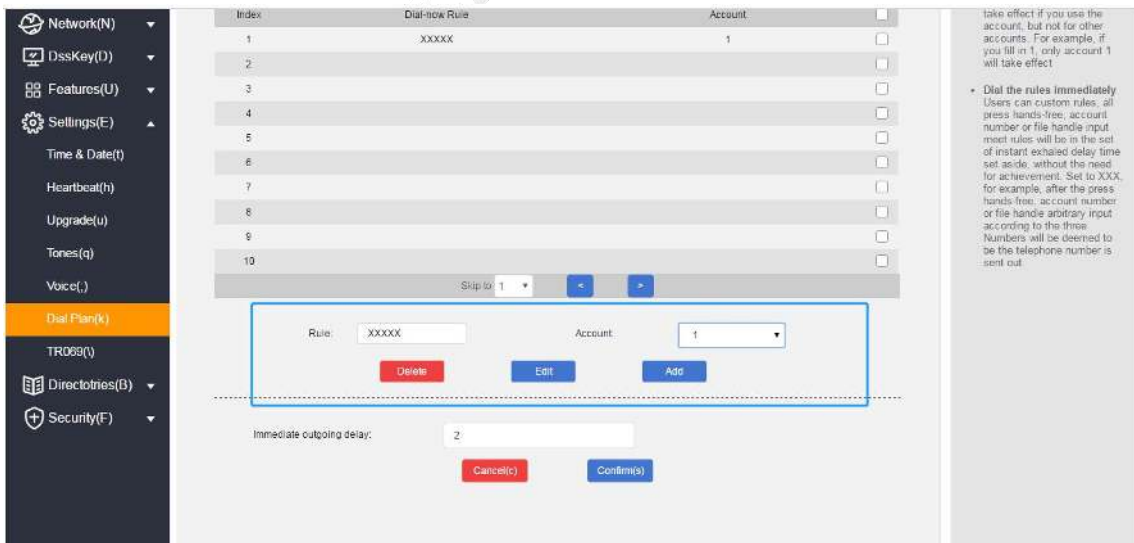 Network(N)
DssKey(D)
Features(U)
Settings(E)
Time & Date(t)
Heartbeat(h)
Upgrade(u)
Tones(q)
Voice(;)
Dial Plan(k)
TR069(\)
Directotries(B)
Security(F)
Index Dial-now Rule Account
1 XXXXX 1
2
3
4
5
6
7
8
9
10
Skip to 1 < >
Rule: XXXXX Account: 1
Delete Edit Add
Immediate outgoing delay: 2
Cancel(c) Confirm(s)
take effect if you use the
account, but not for other
accounts. For example, if
you fill in 1, only account 1
will take effect
• Dial the rules immediately
Users can custom rules, all
press hands-free, account
number or file handle input
meet rules will be in the set
of instant exhaled delay time
set aside, without the need
for achievement. Set to XXX,
for example, after the press
hands-free, account number
or file handle arbitrary input
according to the three
Numbers will be deemed to
be the telephone number is
sent out